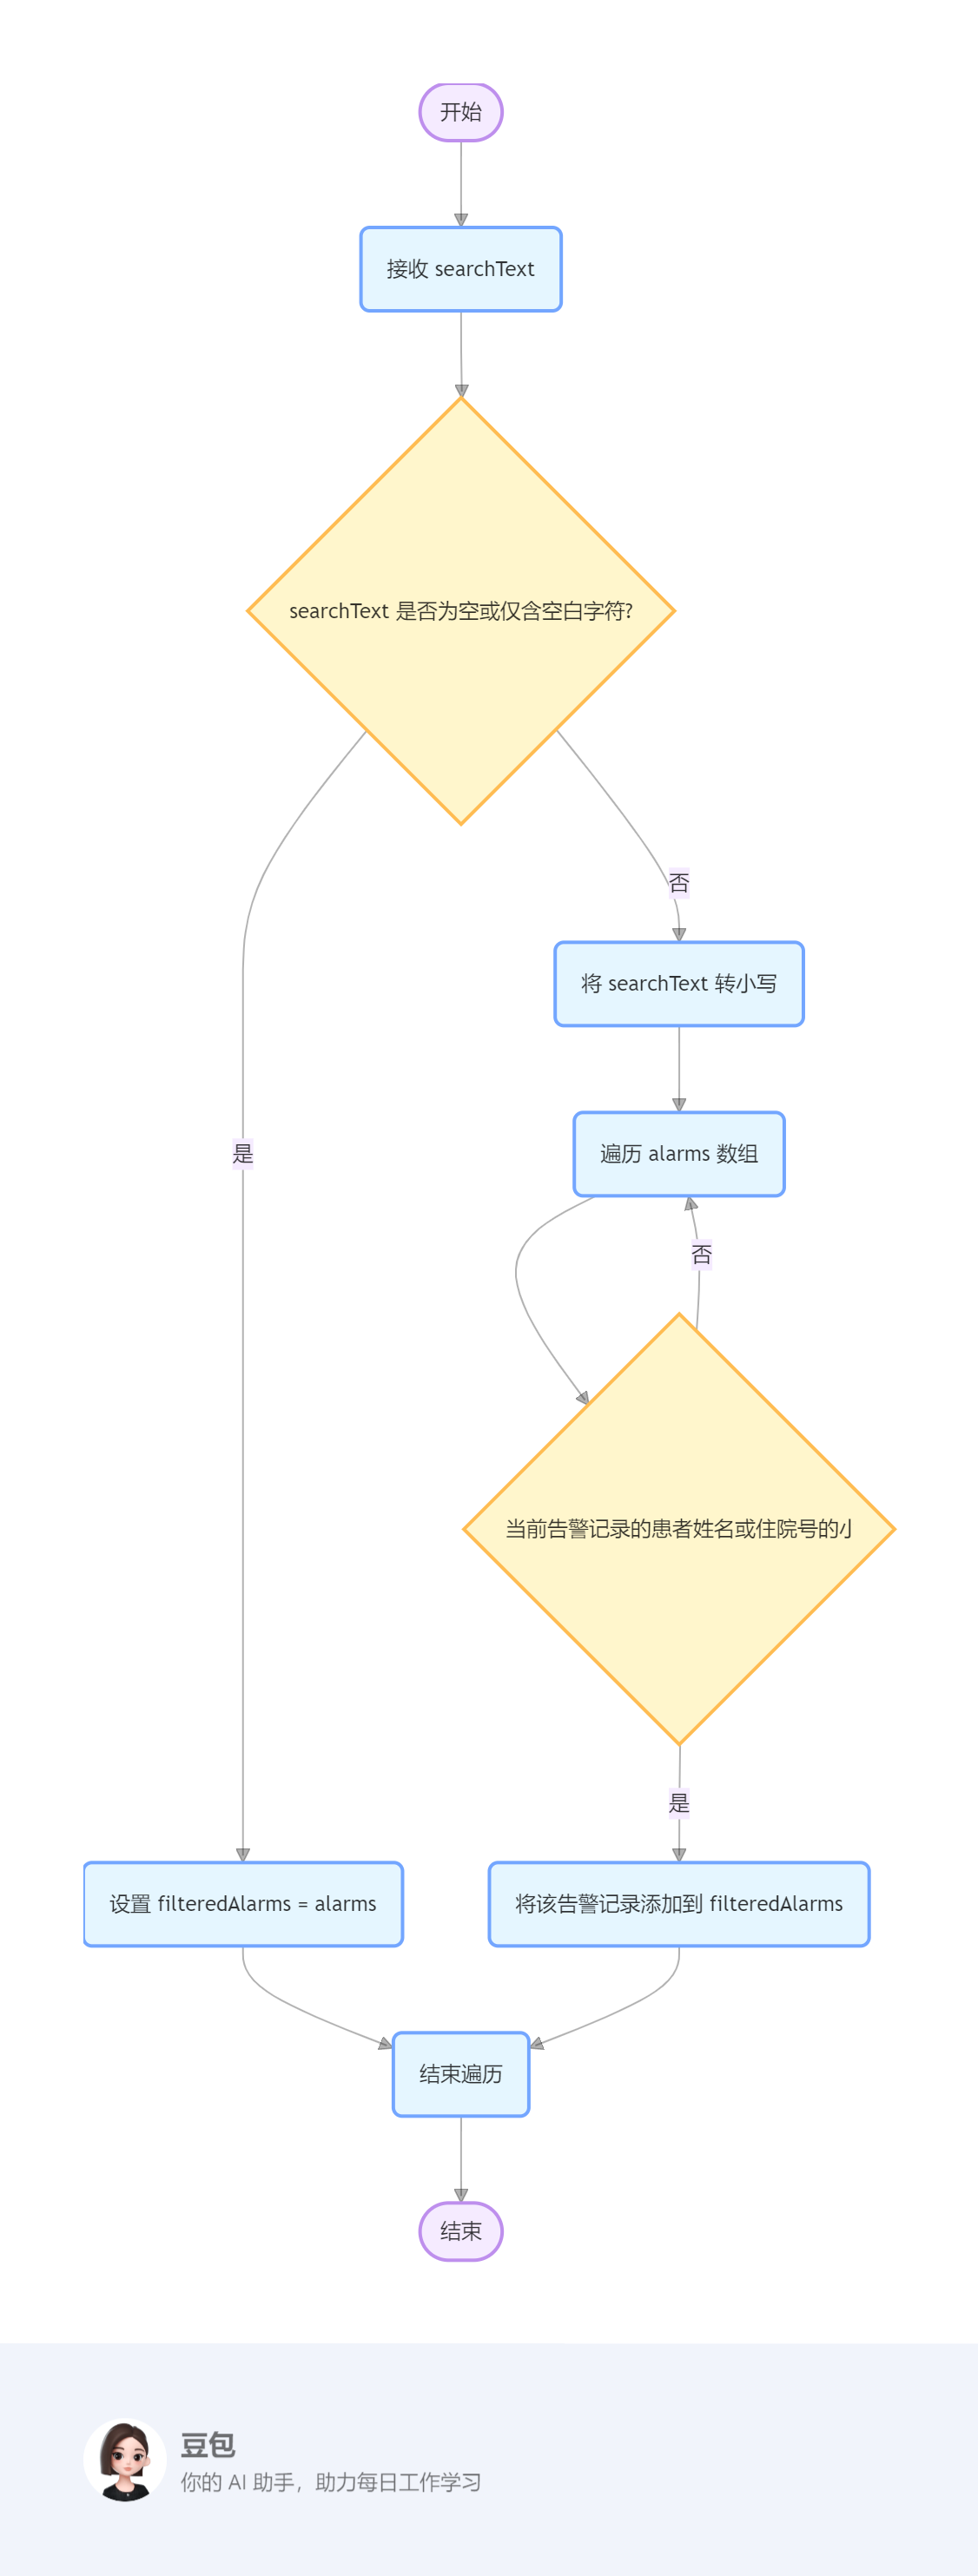 开始
接收 searchText
searchText 是否为空或仅含空白字符?
否
将 searchText 转小写
遍历 alarms 数组
是
否
当前告警记录的患者姓名或住院号的
是
设置 filteredAlarms = alarms
将该告警记录添加到 filteredAlarms
结束遍历
结束
豆包
你的 AI 助手，助力每日工作学习